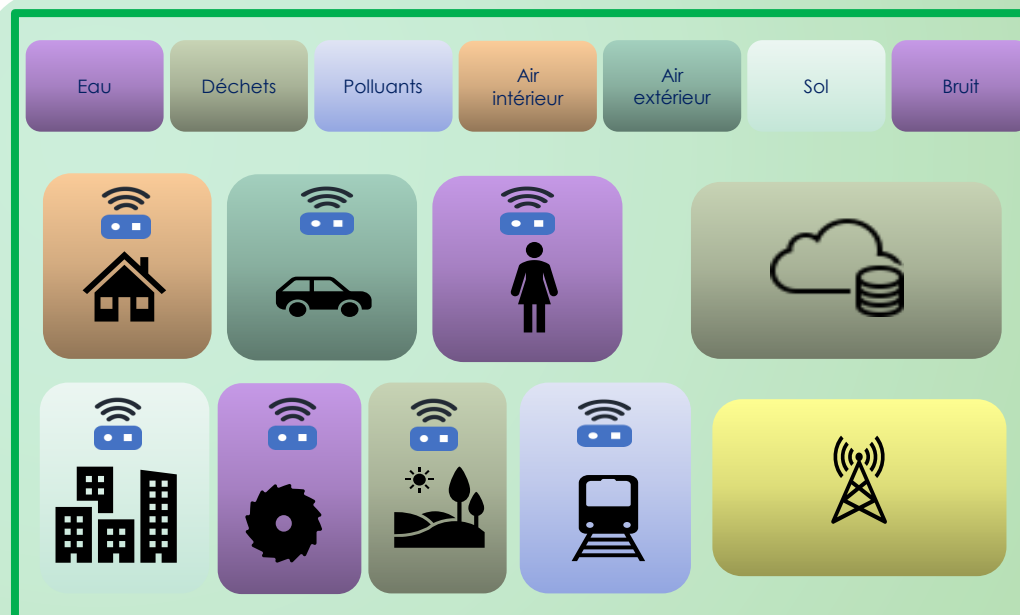 Eau
Déchets
Polluants
Air
intérieur
Air
extérieur
Sol
Bruit